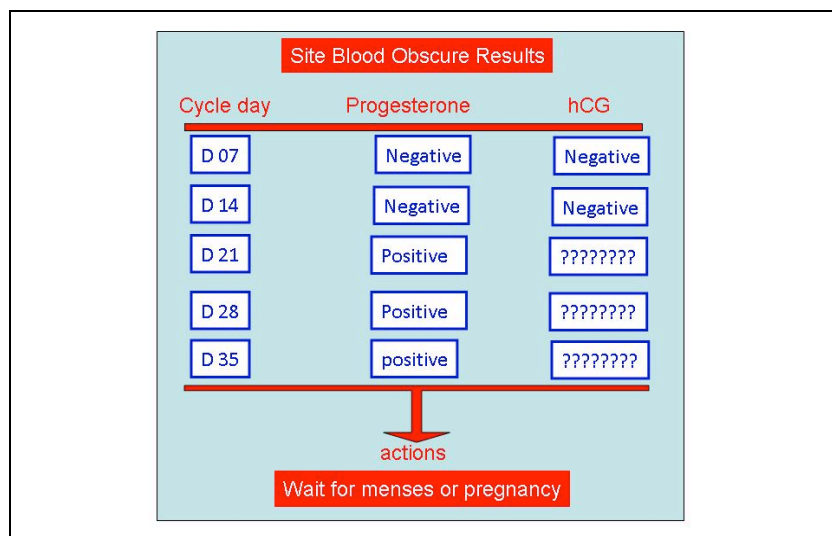 Site Blood Obscure Results
Cycle day Progesterone hCG
D 07 Negative Negative
D 14 Negative Negative
D 21 Positive ????????
D 28 Positive ????????
D 35 positive ????????
actions
Wait for menses or pregnancy